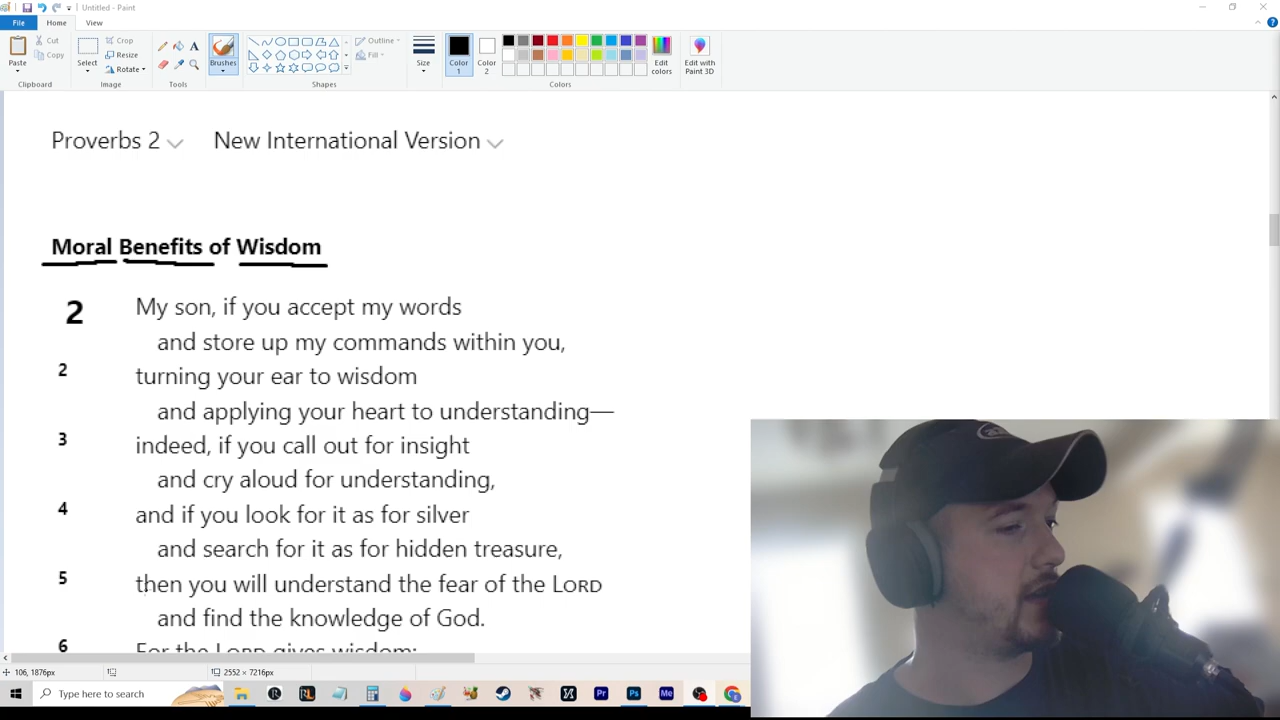 Untitled - Paint
File Home View
Paste Cut Copy Select Crop Resize Rotate Brushes Outline Fill Size Color 1 Color 2 Edit colors Edit with Paint 3D
Clipboard Image Tools Shapes Colors
Proverbs 2 New International Version
Moral Benefits of Wisdom
2 My son, if you accept my words
and store up my commands within you,
2 turning your ear to wisdom
and applying your heart to understanding—
3 indeed, if you call out for insight
and cry aloud for understanding,
4 and if you look for it as for silver
and search for it as for hidden treasure,
5 then you will understand the fear of the LORD
and find the knowledge of God.
6 For the LORD gives wisdom;
106, 1876px 2552 × 7216px
Type here to search